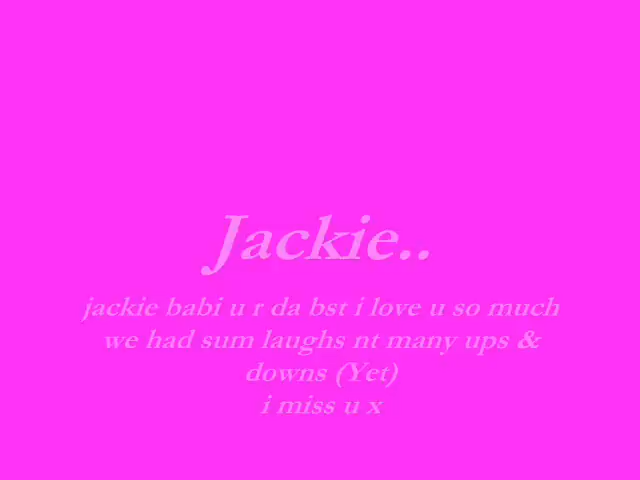 Jackie..
jackie babi u r da bst i love u so much
we had sum laughs nt many ups &
downs (Yet)
i miss u x